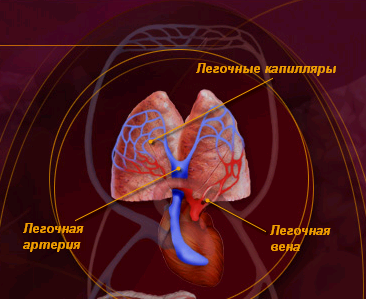 Легочные капилляры
Легочная
артерия
Легочная
вена